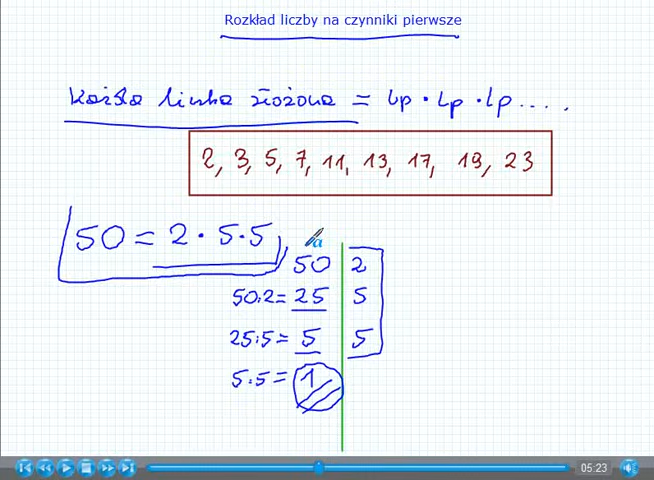 Rozkład liczby na czynniki pierwsze
Każda liczba złożona = Lp · Lp · Lp ....
2, 3, 5, 7, 11, 13, 17, 19, 23
50 = 2 · 5 · 5,
50 | 2
50:2 = 25 | 5
25:5 = 5 | 5
5:5 = 1
05:23